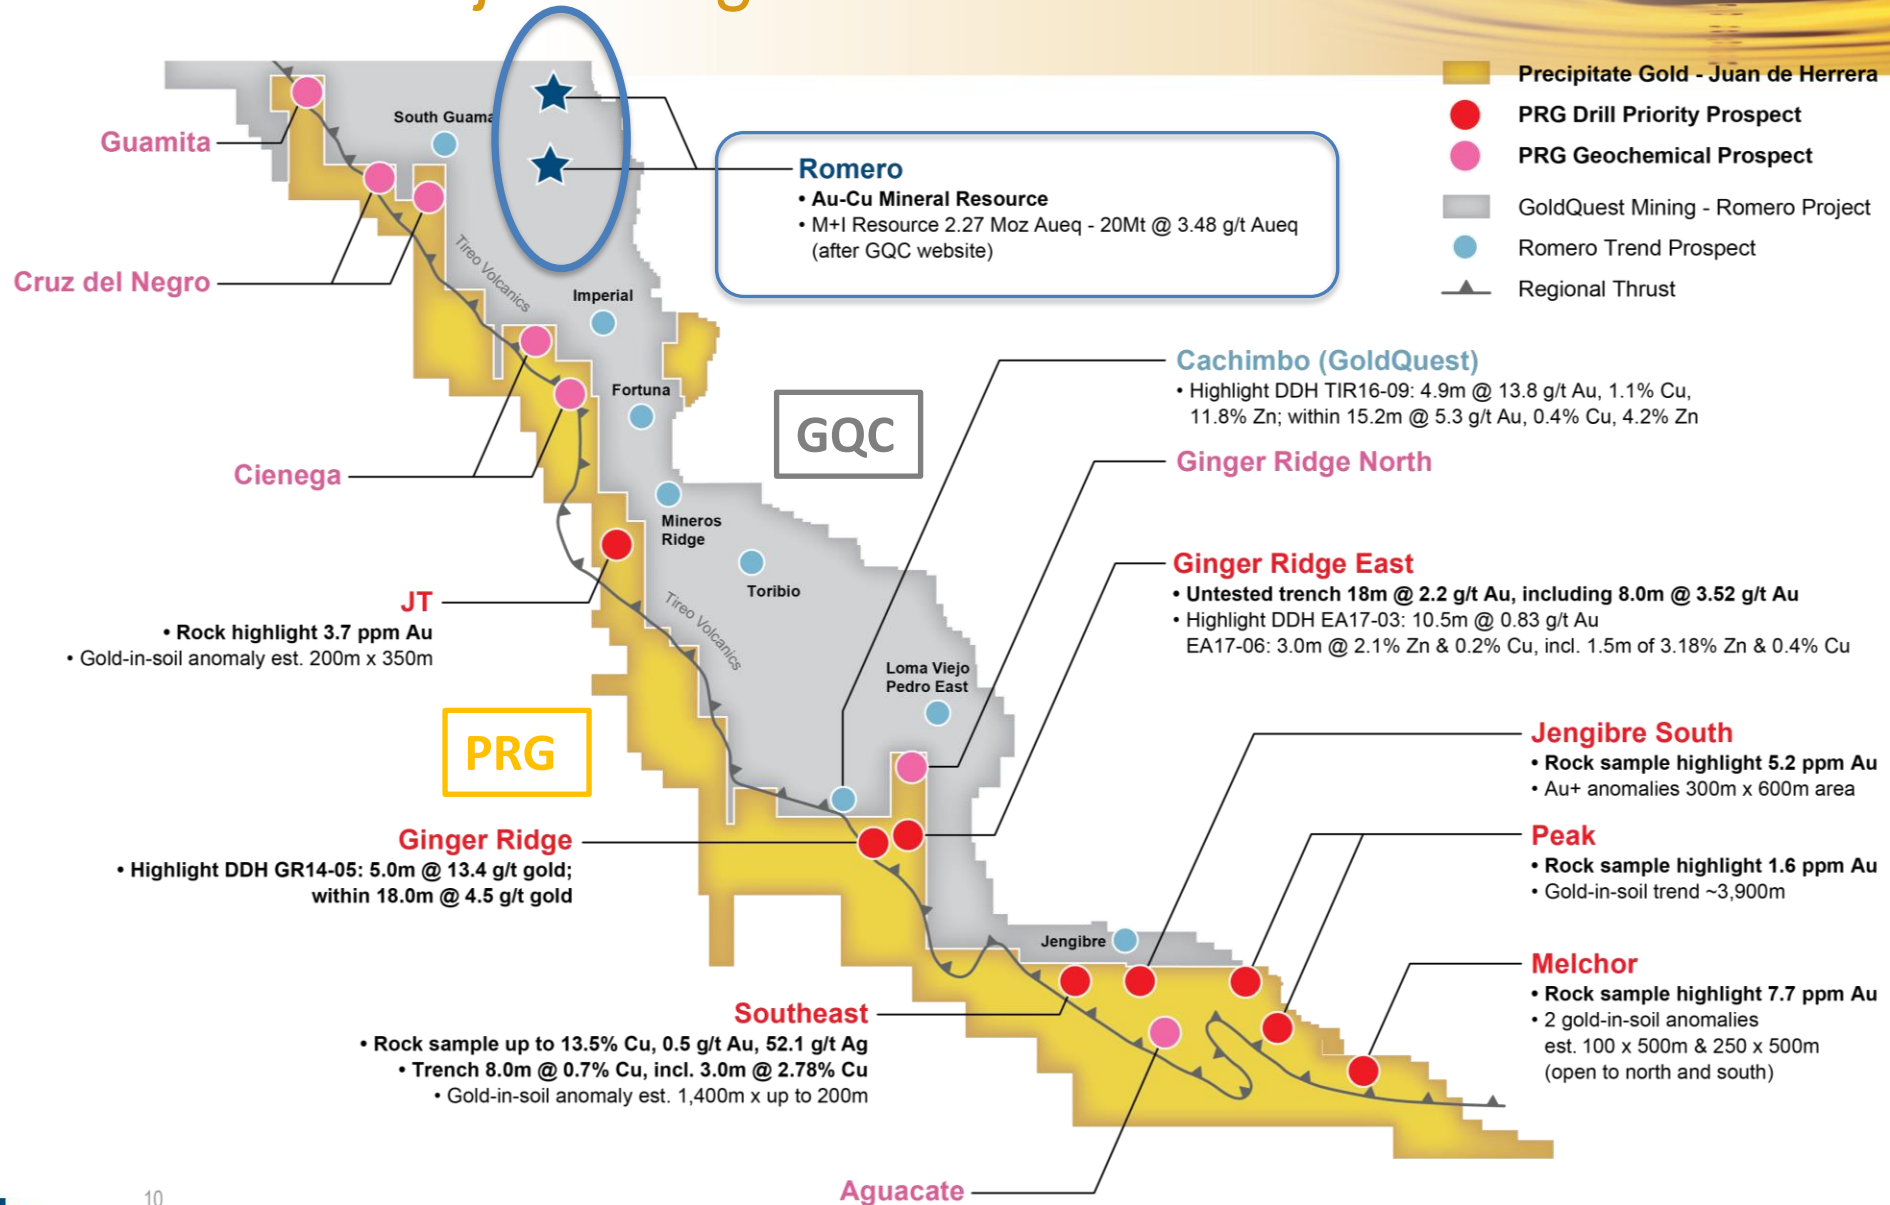 Precipitate Gold - Juan de Herrera
PRG Drill Priority Prospect
PRG Geochemical Prospect
GoldQuest Mining - Romero Project
Romero Trend Prospect
Regional Thrust
Guamita
South Guama
Romero
• Au-Cu Mineral Resource
• M+I Resource 2.27 Moz Aueq - 20Mt @ 3.48 g/t Aueq
(after GQC website)
Cruz del Negro
Tireo Volcanics
Imperial
Fortuna
GQC
Cachimbo (GoldQuest)
• Highlight DDH TIR16-09: 4.9m @ 13.8 g/t Au, 1.1% Cu,
11.8% Zn; within 15.2m @ 5.3 g/t Au, 0.4% Cu, 4.2% Zn
Ginger Ridge North
Cienega
Mineros
Ridge
Toribio
Ginger Ridge East
• Untested trench 18m @ 2.2 g/t Au, including 8.0m @ 3.52 g/t Au
• Highlight DDH EA17-03: 10.5m @ 0.83 g/t Au
EA17-06: 3.0m @ 2.1% Zn & 0.2% Cu, incl. 1.5m of 3.18% Zn & 0.4% Cu
JT
• Rock highlight 3.7 ppm Au
• Gold-in-soil anomaly est. 200m x 350m
Tireo Volcanics
Loma Viejo
Pedro East
PRG
Jengibre South
• Rock sample highlight 5.2 ppm Au
• Au+ anomalies 300m x 600m area
Ginger Ridge
• Highlight DDH GR14-05: 5.0m @ 13.4 g/t gold;
within 18.0m @ 4.5 g/t gold
Peak
• Rock sample highlight 1.6 ppm Au
• Gold-in-soil trend ~3,900m
Jengibre
Melchor
• Rock sample highlight 7.7 ppm Au
• 2 gold-in-soil anomalies
est. 100 x 500m & 250 x 500m
(open to north and south)
Southeast
• Rock sample up to 13.5% Cu, 0.5 g/t Au, 52.1 g/t Ag
• Trench 8.0m @ 0.7% Cu, incl. 3.0m @ 2.78% Cu
• Gold-in-soil anomaly est. 1,400m x up to 200m
Aguacate
10